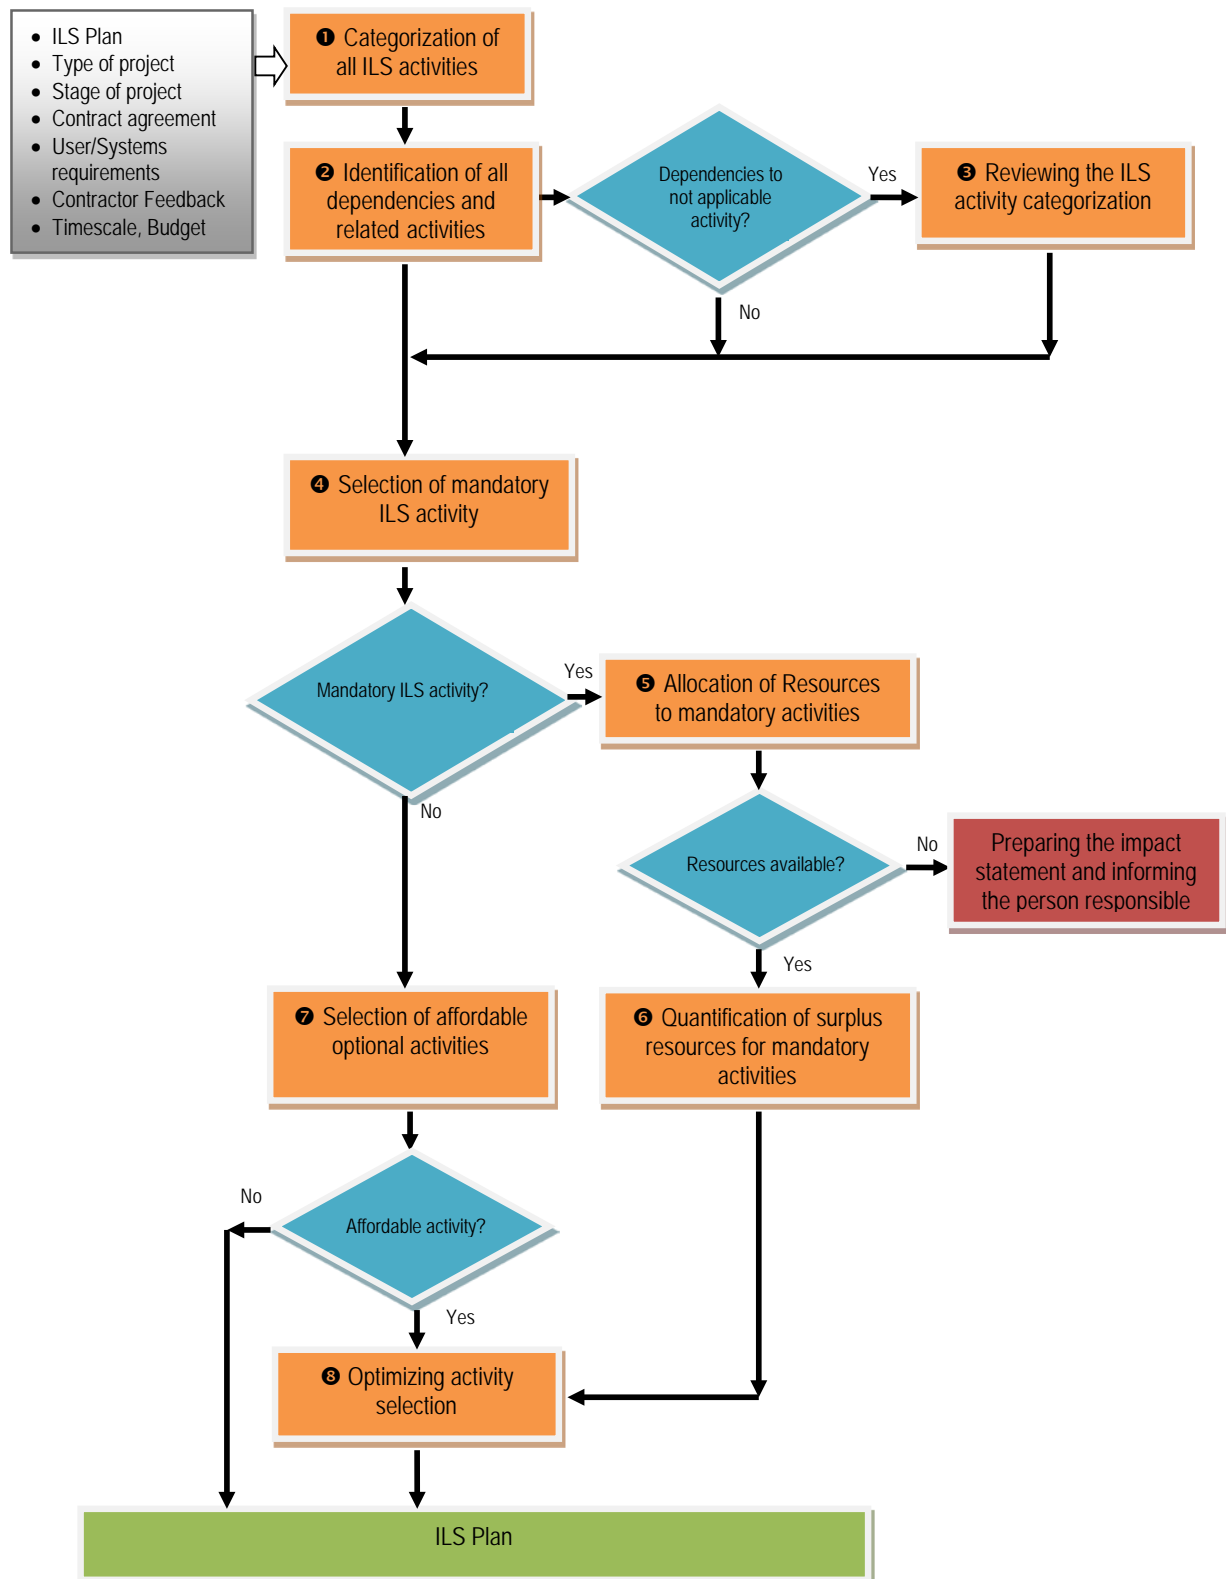 • ILS Plan
• Type of project
• Stage of project
• Contract agreement
• User/Systems
requirements
• Contractor Feedback
• Timescale, Budget
❶ Categorization of
all ILS activities
❷ Identification of all
dependencies and
related activities
Dependencies to
not applicable
activity?
Yes
❸ Reviewing the ILS
activity categorization
No
❹ Selection of mandatory
ILS activity
Mandatory ILS activity?
Yes
❺ Allocation of Resources
to mandatory activities
No
Resources available?
No
Preparing the impact
statement and informing
the person responsible
Yes
❼ Selection of affordable
optional activities
❻ Quantification of surplus
resources for mandatory
activities
No
Affordable activity?
Yes
❽ Optimizing activity
selection
ILS Plan